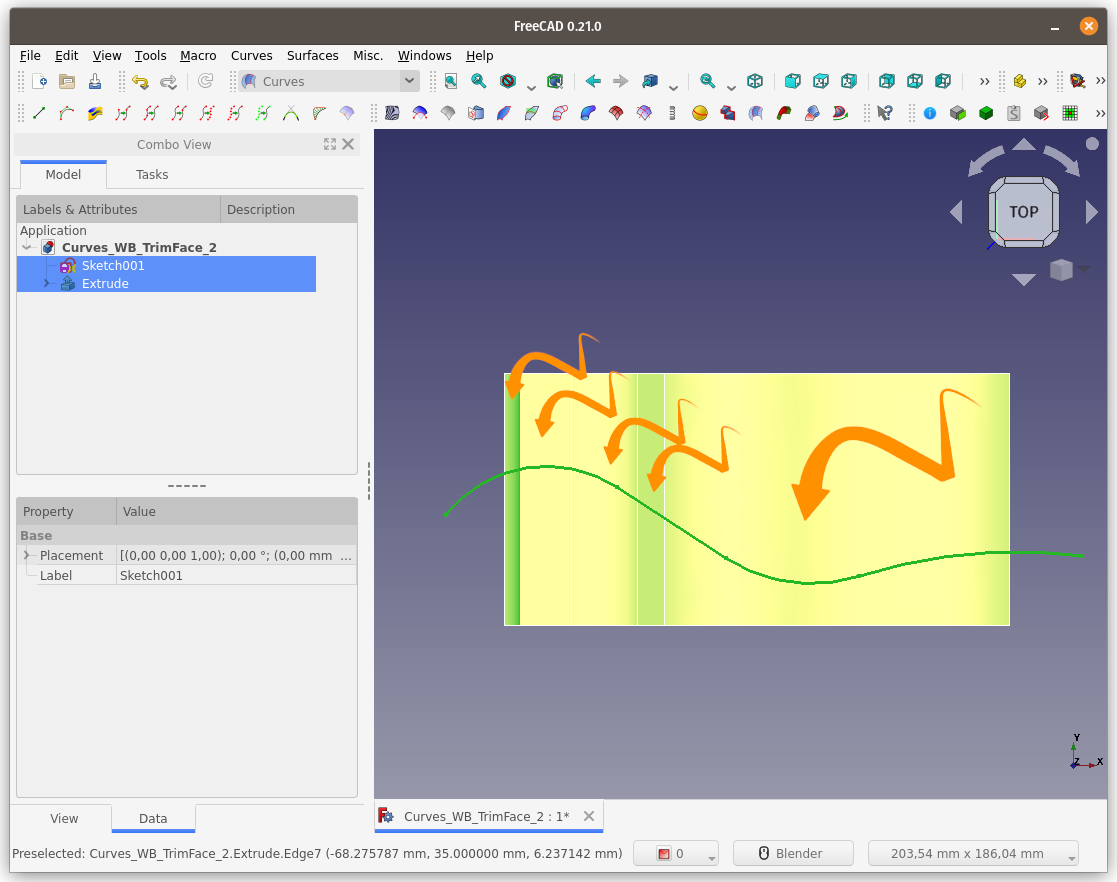 FreeCAD 0.21.0
File Edit View Tools Macro Curves Surfaces Misc. Windows Help
Curves
Combo View
Model Tasks
Labels & Attributes Description
Application
Curves_WB_TrimFace_2
Sketch001
Extrude
TOP
Property Value
Base
Placement [(0,00 0,00 1,00); 0,00 °; (0,00 mm ...
Label Sketch001
Y
Z X
View Data
Curves_WB_TrimFace_2 : 1*
Preselected: Curves_WB_TrimFace_2.Extrude.Edge7 (-68.275787 mm, 35.000000 mm, 6.237142 mm) 0 Blender 203,54 mm x 186,04 mm